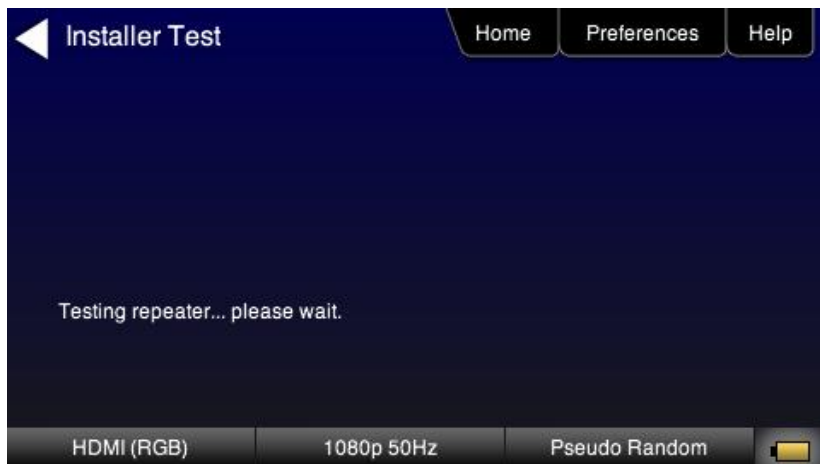 Installer Test
Home
Preferences
Help
Testing repeater... please wait.
HDMI (RGB)
1080p 50Hz
Pseudo Random